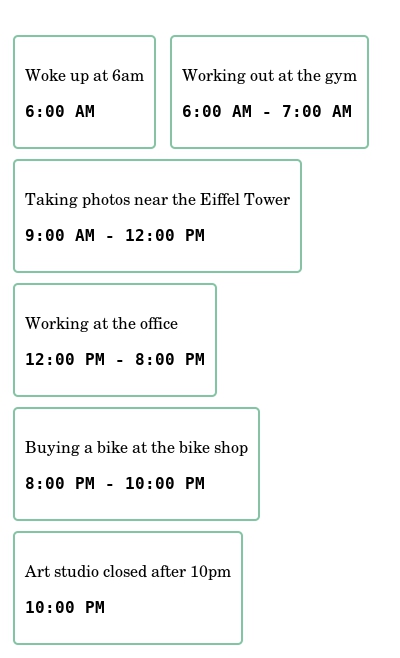 Woke up at 6am
6:00 AM
Working out at the gym
6:00 AM - 7:00 AM
Taking photos near the Eiffel Tower
9:00 AM - 12:00 PM
Working at the office
12:00 PM - 8:00 PM
Buying a bike at the bike shop
8:00 PM - 10:00 PM
Art studio closed after 10pm
10:00 PM